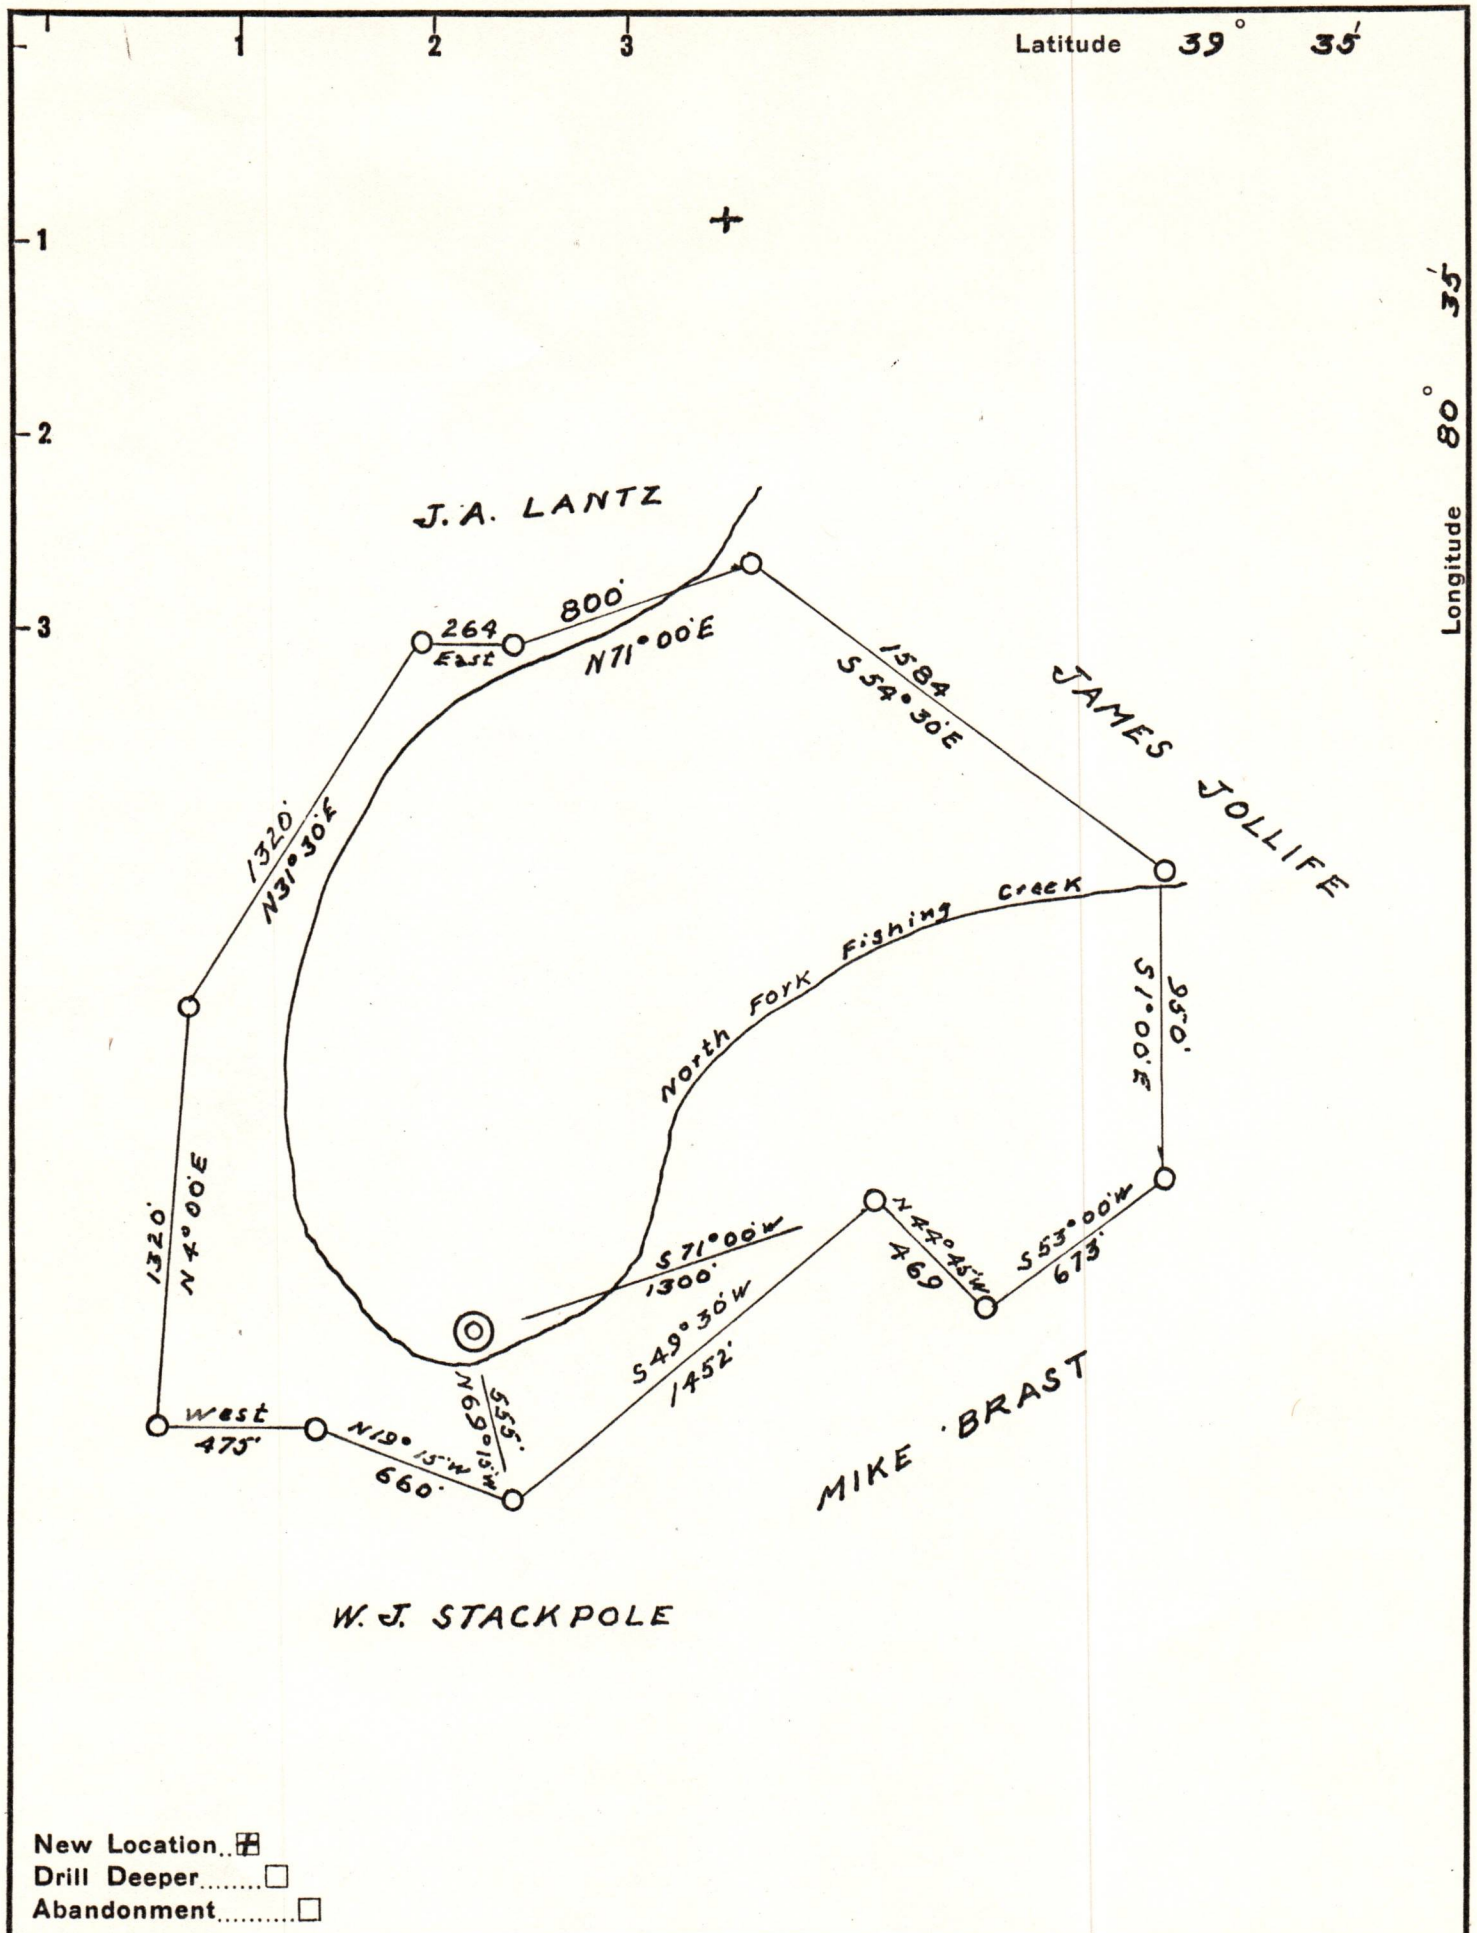 1 2 3
Latitude 39° 35'
-1
-2
-3
Longitude 80° 35'
J.A. LANTZ
264
East
800'
N71°00'E
1584
S54°30'E
JAMES JOLLIFE
1320'
N31°30'E
North Fork Fishing Creek
950'
S1°00'E
1320'
N4°00'E
S71°00'W
1300'
N44°45'W
469
S53°00'W
673'
S49°30'W
1452'
555'
N69°15'W
West
475'
N19°15'W
660'
MIKE BRAST
W. J. STACKPOLE
New Location..
Drill Deeper........
Abandonment..........